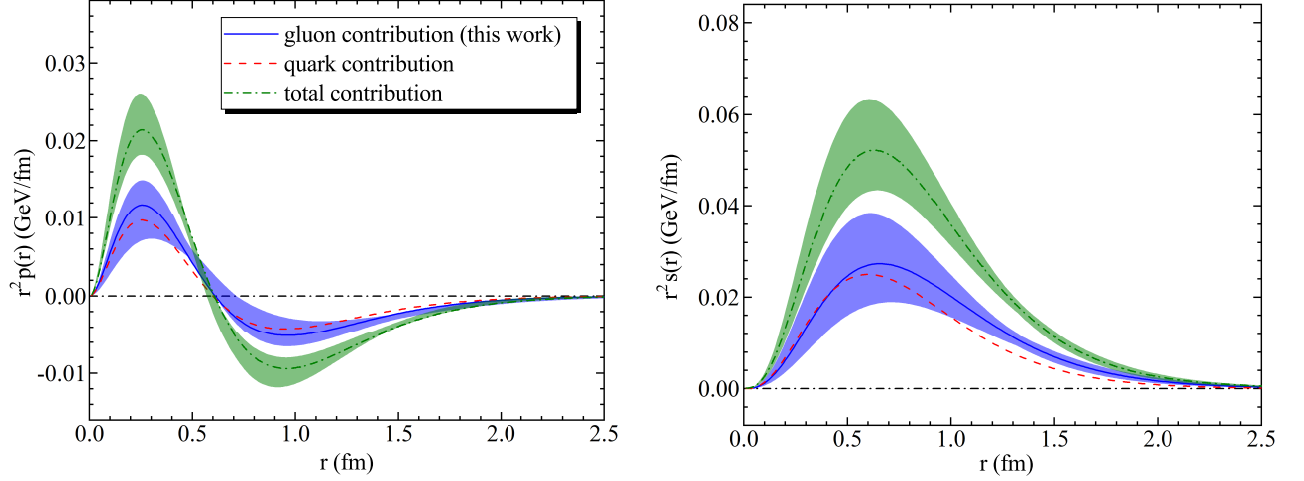 gluon contribution (this work)
quark contribution
total contribution
r²p(r) (GeV/fm)
0.03
0.02
0.01
0.00
-0.01
0.0 0.5 1.0 1.5 2.0 2.5
r (fm)
r²s(r) (GeV/fm)
0.08
0.06
0.04
0.02
0.00
0.0 0.5 1.0 1.5 2.0 2.5
r (fm)